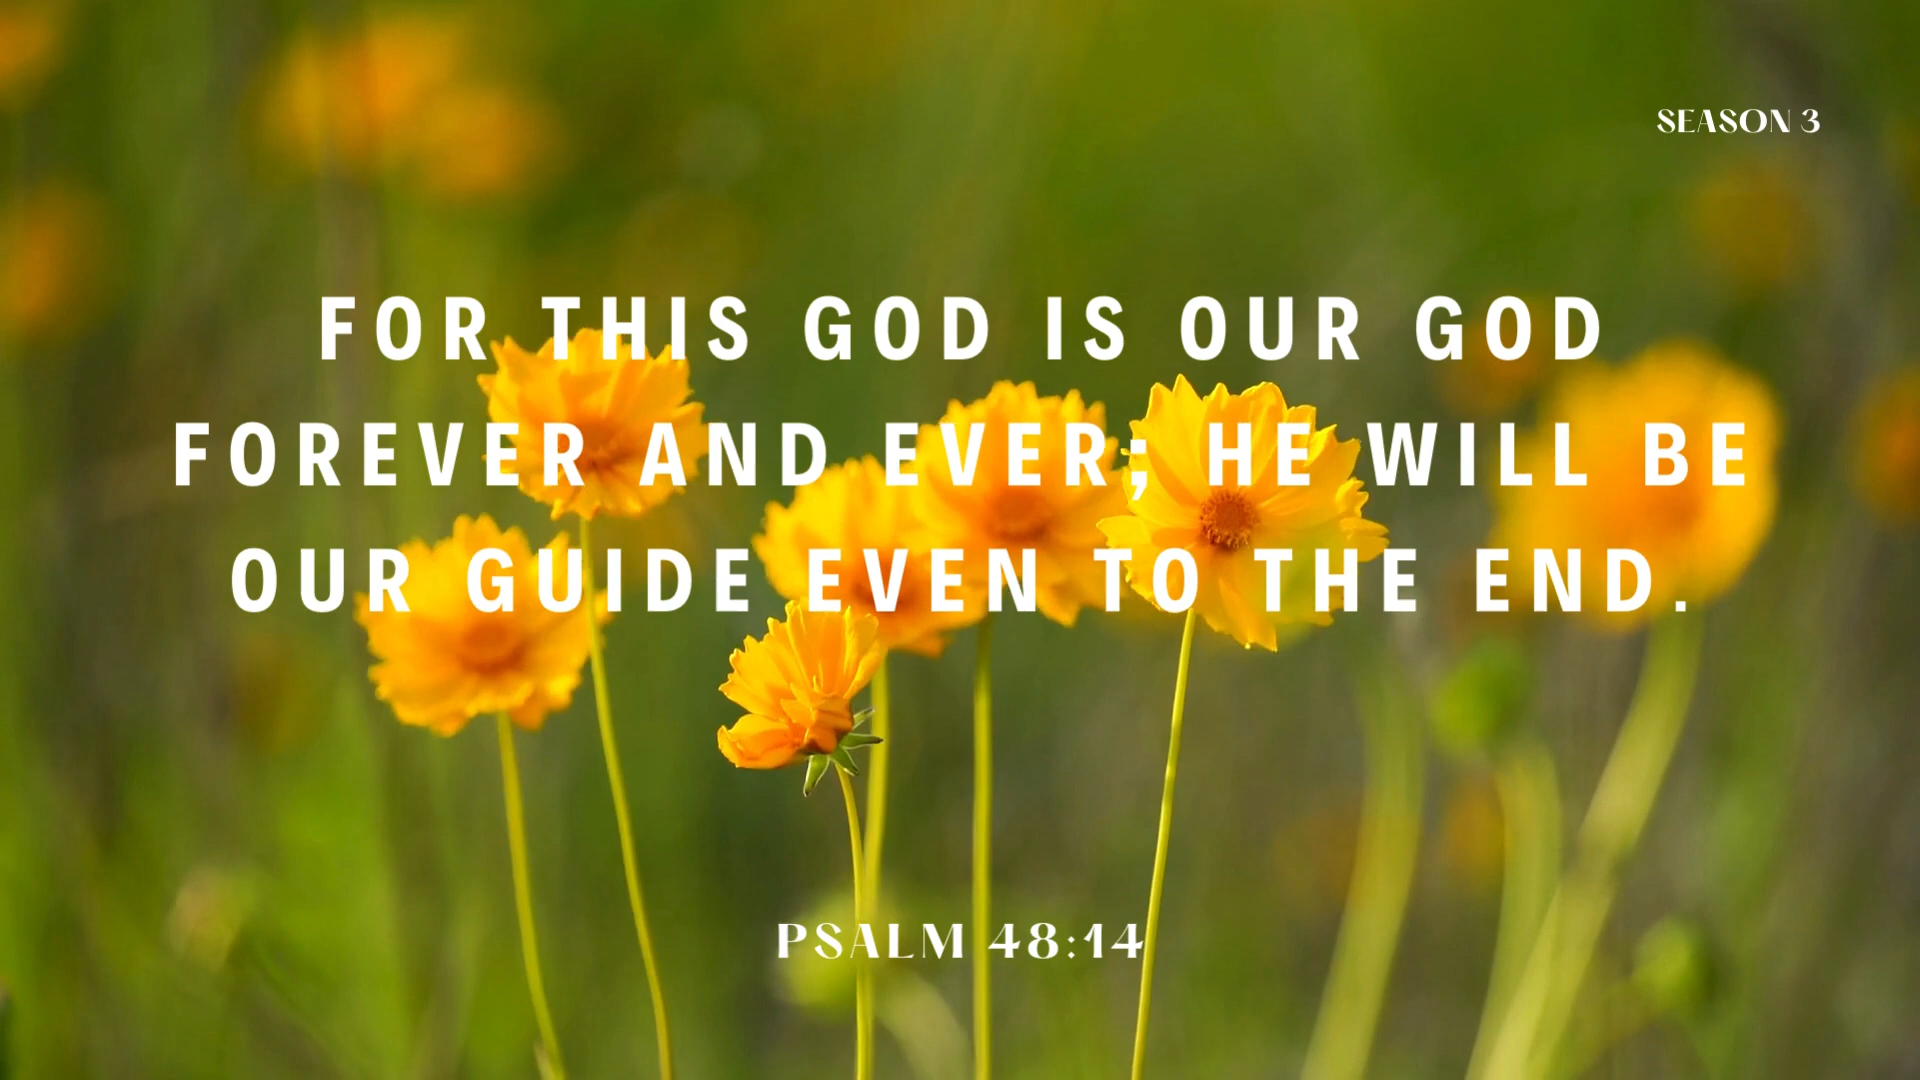 SEASON 3
FOR THIS GOD IS OUR GOD
FOREVER AND EVER; HE WILL BE
OUR GUIDE EVEN TO THE END.
PSALM 48:14